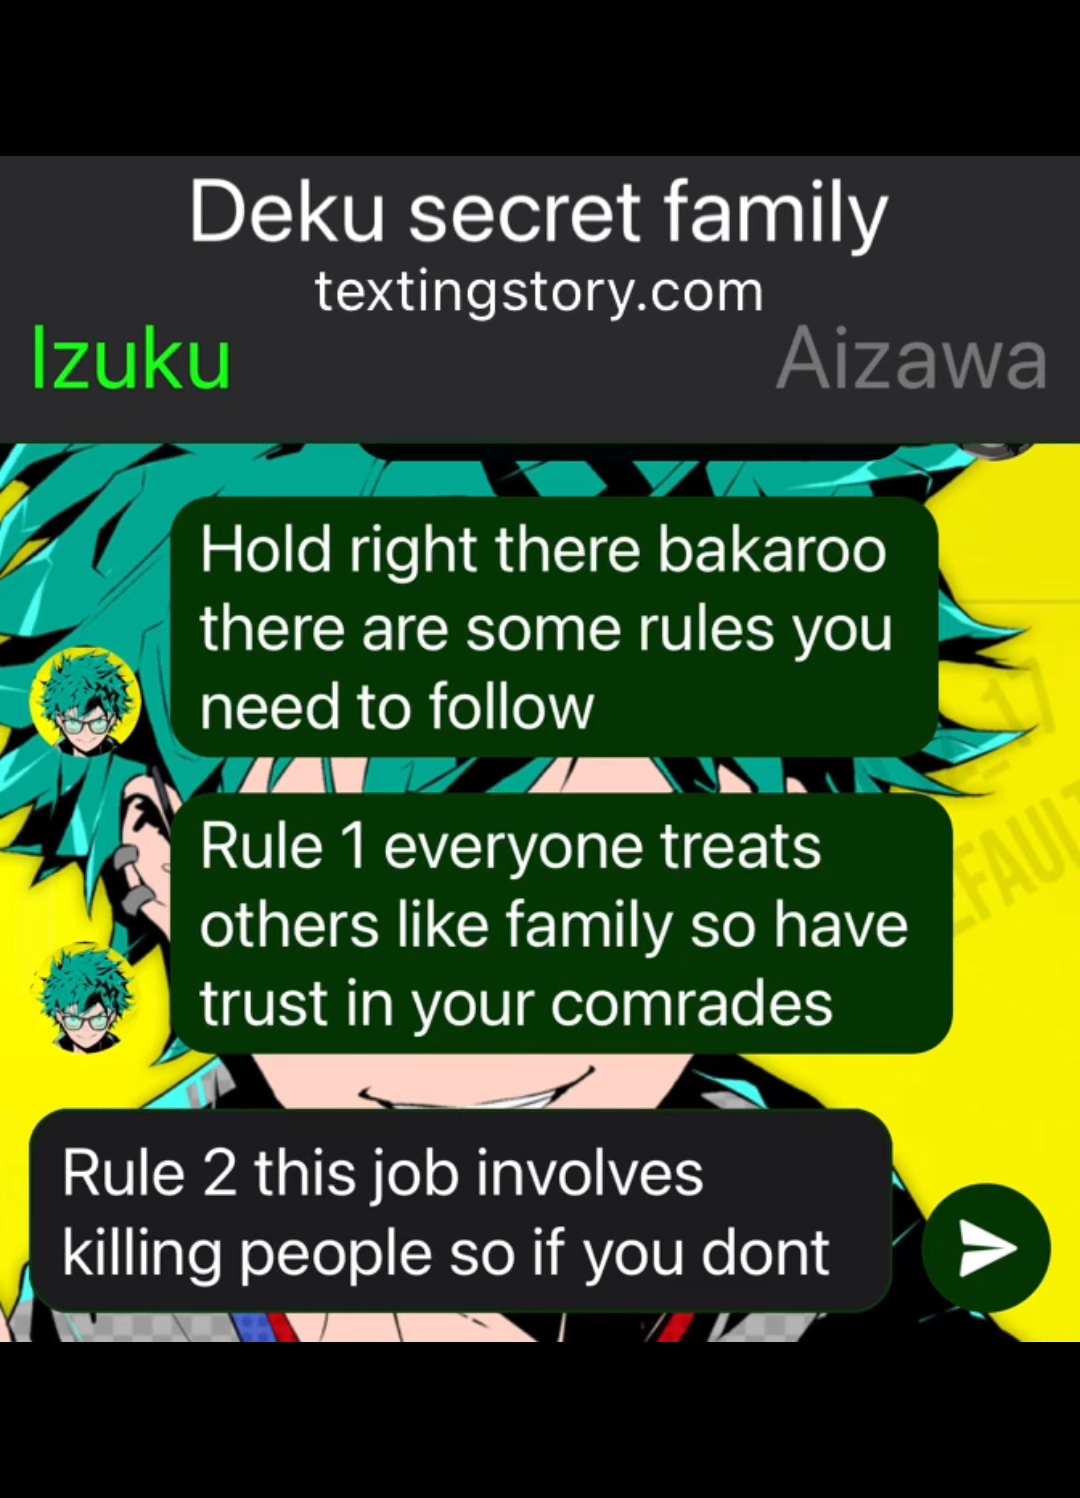 Deku secret family
textingstory.com
Izuku Aizawa
Hold right there bakaroo
there are some rules you
need to follow
Rule 1 everyone treats
others like family so have
trust in your comrades
Rule 2 this job involves
killing people so if you dont